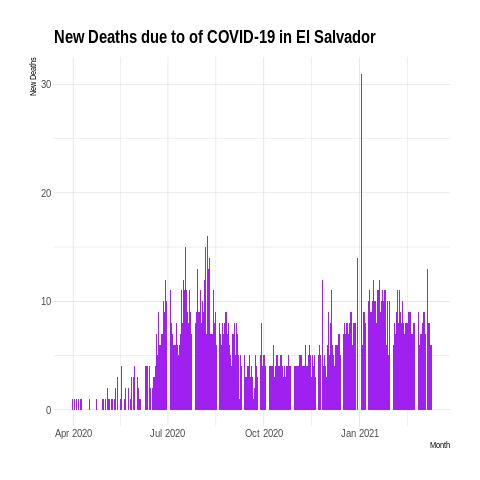 New Deaths due to of COVID-19 in El Salvador
New Deaths
30
20
10
0
Apr 2020 Jul 2020 Oct 2020 Jan 2021
Month